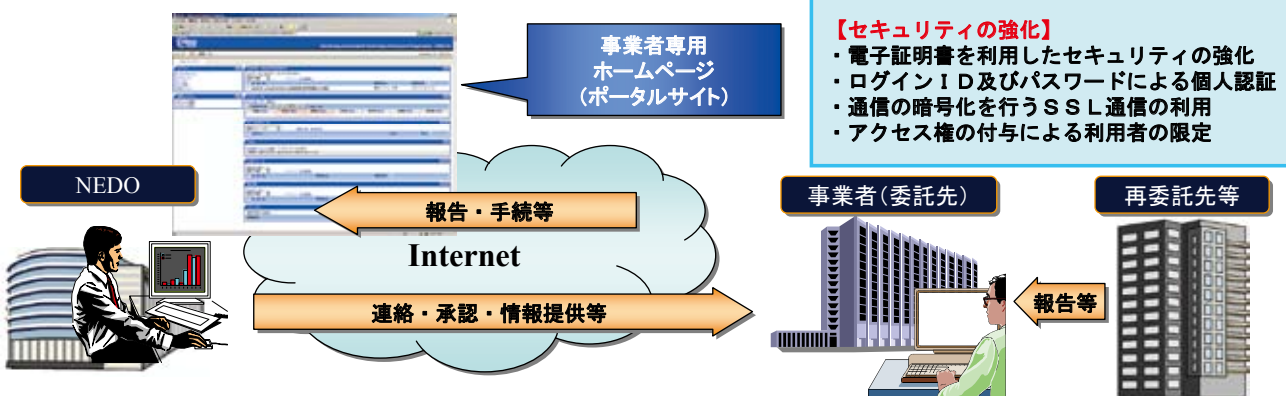 事業者専用
ホームページ
(ポータルサイト)
【セキュリティの強化】
・電子証明書を利用したセキュリティの強化
・ログインＩＤ及びパスワードによる個人認証
・通信の暗号化を行うＳＳＬ通信の利用
・アクセス権の付与による利用者の限定
NEDO
事業者(委託先)
再委託先等
報告・手続等
Internet
報告等
連絡・承認・情報提供等